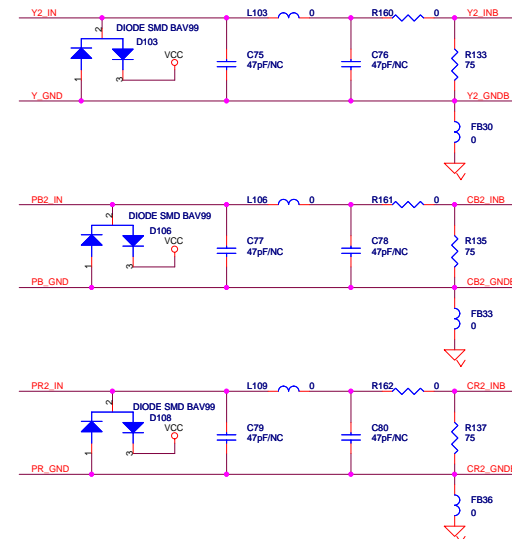 Y2_IN L103 0 R160 0 Y2_INB
DIODE SMD BAV99
2 D103
VCC C75 C76 R133
47pF/NC 47pF/NC 75
1 3
Y_GND Y2_GNDB
FB30
0
PB2_IN L106 0 R161 0 CB2_INB
2 DIODE SMD BAV99
D106
VCC C77 C78 R135
47pF/NC 47pF/NC 75
1 3
PB_GND CB2_GNDB
FB33
0
PR2_IN L109 0 R162 0 CR2_INB
2 DIODE SMD BAV99
D108
VCC C79 C80 R137
47pF/NC 47pF/NC 75
1 3
PR_GND CR2_GNDB
FB36
0